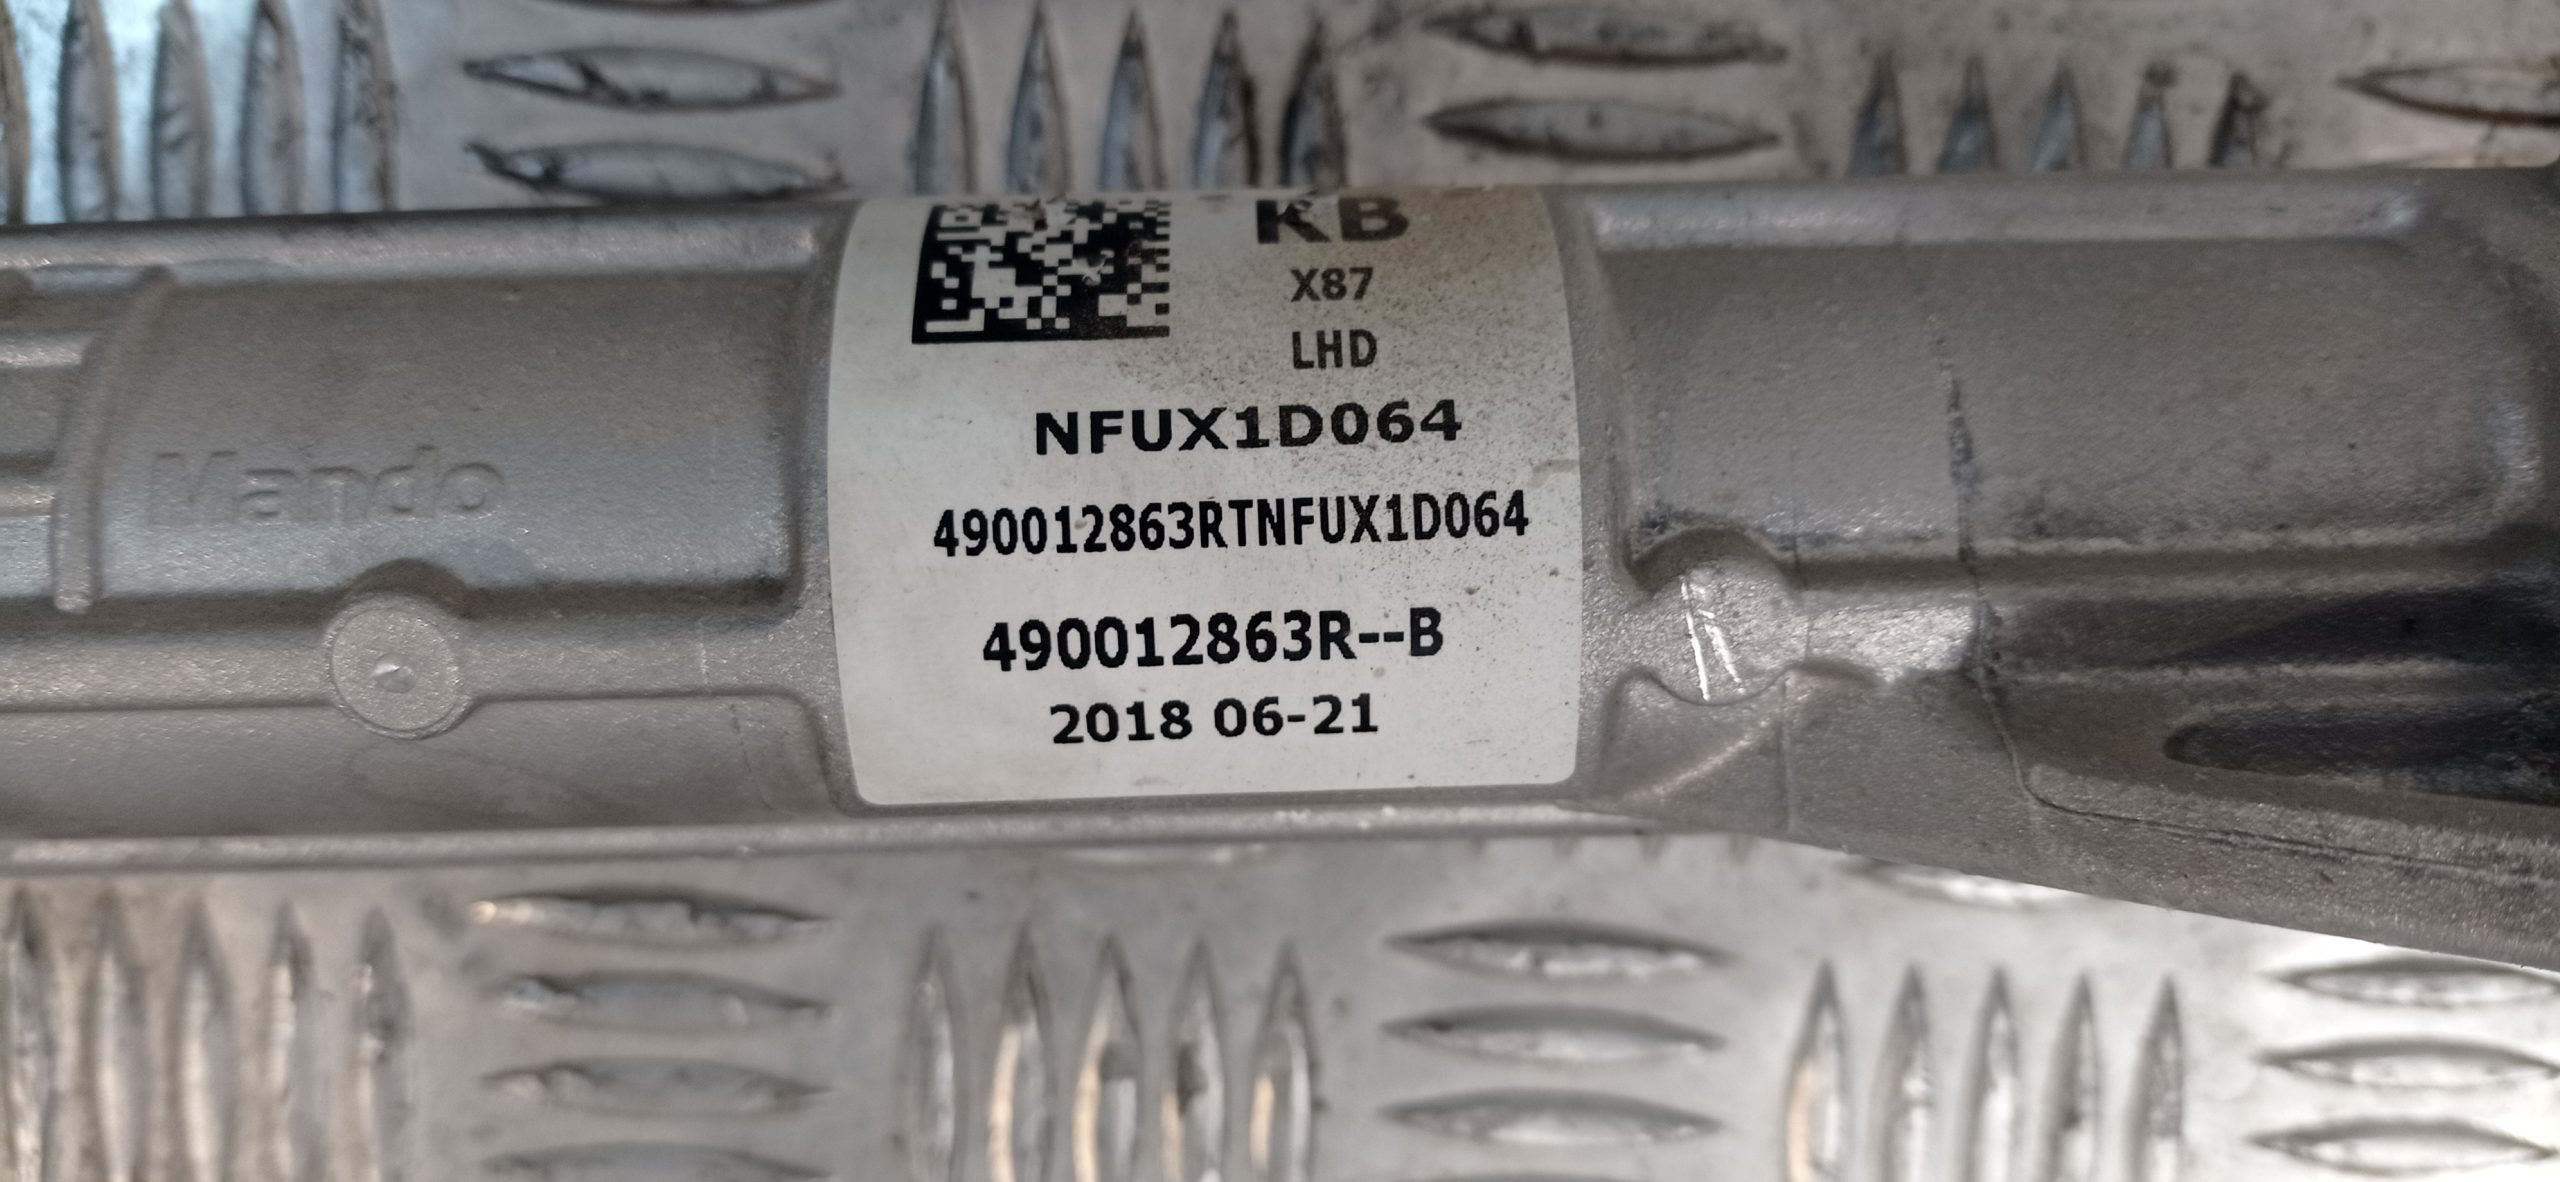 KB
X87
LHD
NFUX1D064
Mando
490012863RTNFUX1D064
490012863R--B
2018 06-21